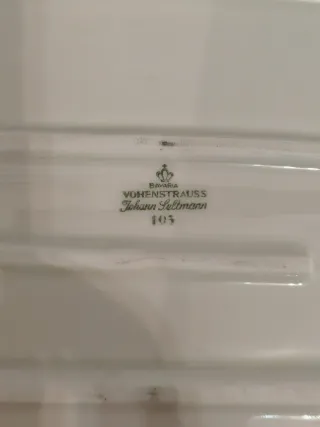 BAVARIA
VOHENSTRAUSS
Johann Seltmann
103